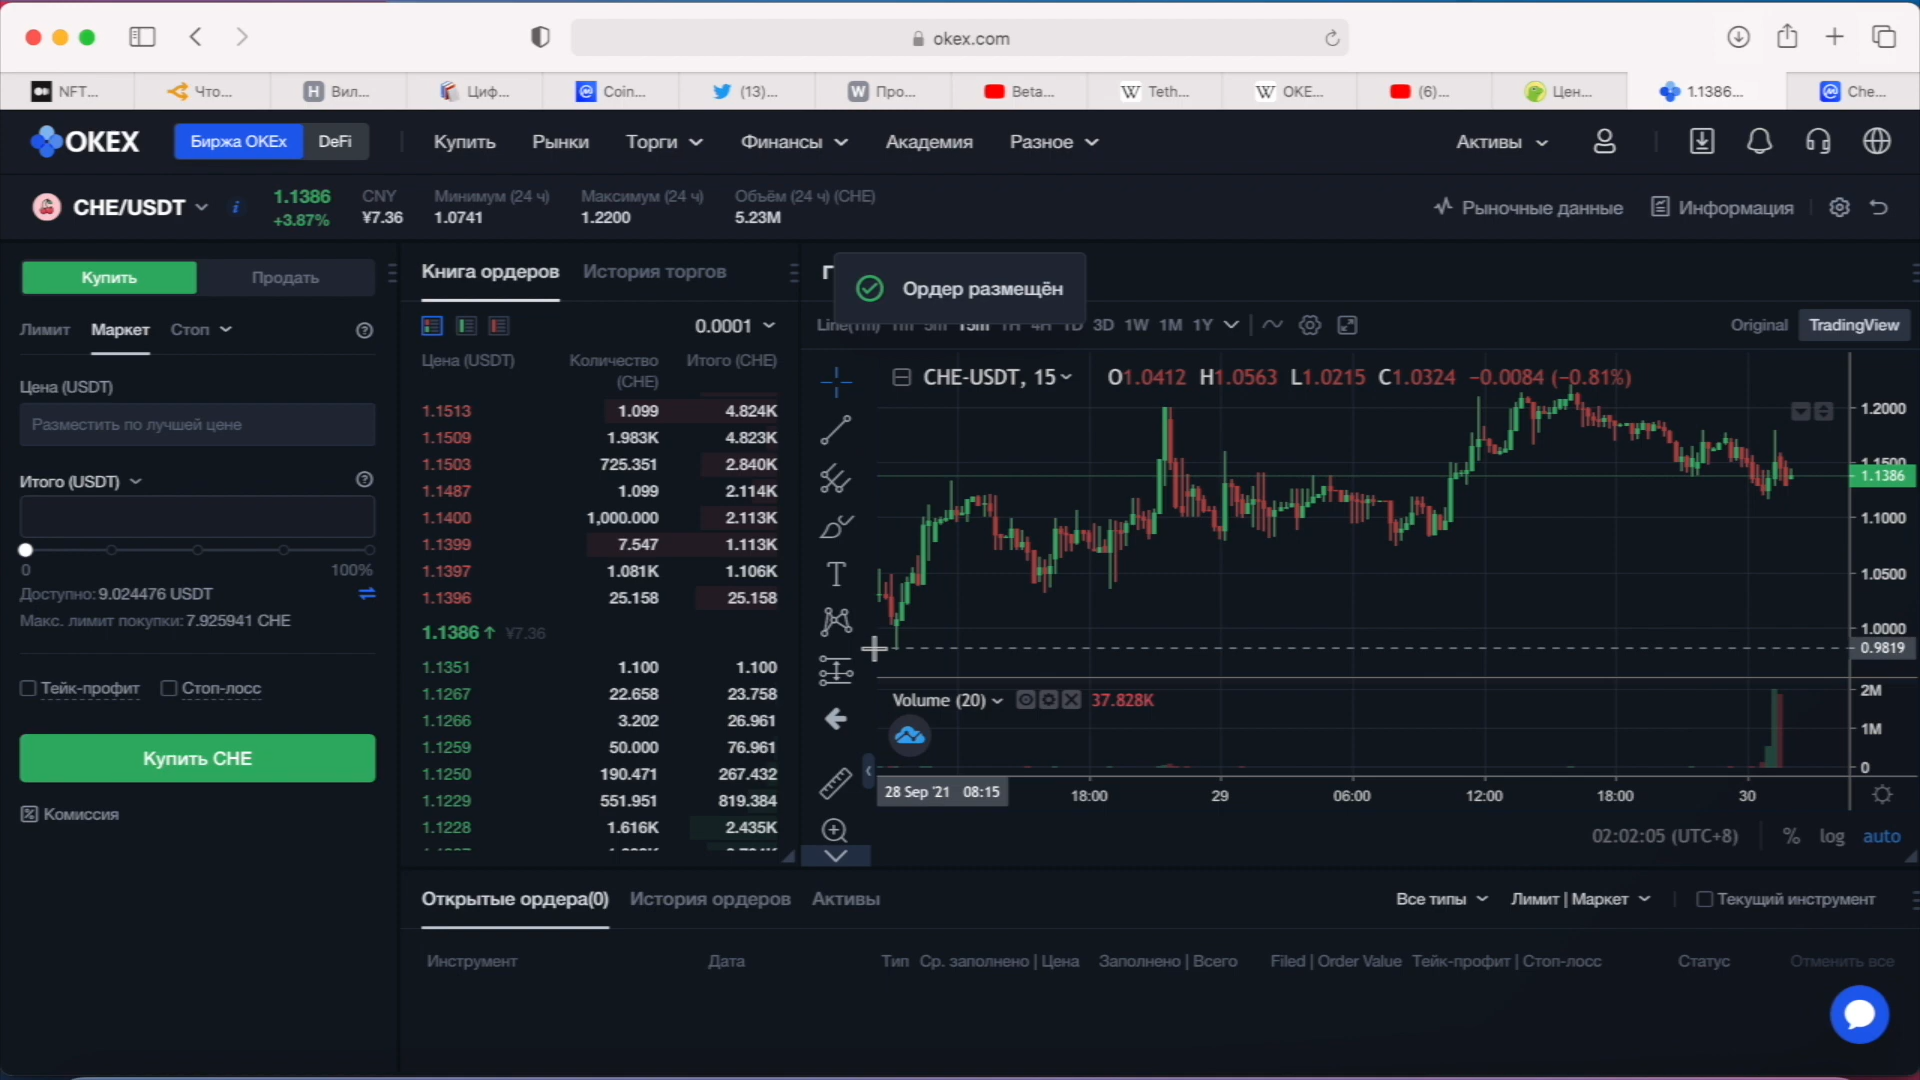 okex.com
NFT...
Что...
Вил...
Циф...
Coin...
(13)...
Про...
Beta...
Teth...
OKE...
(6)...
Цен...
1.1386...
Che...
OKEX
Биржа OKEx
DeFi
Купить
Рынки
Торги
Финансы
Академия
Разное
Активы
CHE/USDT
1.1386
+3.87%
CNY
¥7.36
Минимум (24 ч)
1.0741
Максимум (24 ч)
1.2200
Объём (24 ч) (CHE)
5.23M
Рыночные данные
Информация
Купить
Продать
Лимит
Маркет
Стоп
Цена (USDT)
Разместить по лучшей цене
Итого (USDT)
0
100%
Доступно: 9.024476 USDT
Макс. лимит покупки: 7.925941 CHE
Тейк-профит
Стоп-лосс
Купить CHE
Комиссия
Книга ордеров
История торгов
0.0001
Цена (USDT) Количество (CHE) Итого (CHE)
1.1513 1.099 4.824K
1.1509 1.983K 4.823K
1.1503 725.351 2.840K
1.1487 1.099 2.114K
1.1400 1,000.000 2.113K
1.1399 7.547 1.113K
1.1397 1.081K 1.106K
1.1396 25.158 25.158
1.1386↑ ¥7.36
1.1351 1.100 1.100
1.1267 22.658 23.758
1.1266 3.202 26.961
1.1259 50.000 76.961
1.1250 190.471 267.432
1.1229 551.951 819.384
1.1228 1.616K 2.435K
Ордер размещён
Line(1m) 1m 5m 15m 1H 4H 1D 3D 1W 1M 1Y
Original
TradingView
CHE-USDT, 15
O1.0412 H1.0563 L1.0215 C1.0324 −0.0084 (−0.81%)
1.2000
1.1500
1.1386
1.1000
1.0500
1.0000
0.9819
Volume (20)
37.828K
2M
1M
0
28 Sep '21 08:15
18:00
29
06:00
12:00
18:00
30
02:02:05 (UTC+8)
%
log
auto
Открытые ордера(0)
История ордеров
Активы
Все типы
Лимит | Маркет
Текущий инструмент
Инструмент
Дата
Тип
Ср. заполнено | Цена
Заполнено | Всего
Filed | Order Value
Тейк-профит | Стоп-лосс
Статус
Отменить все